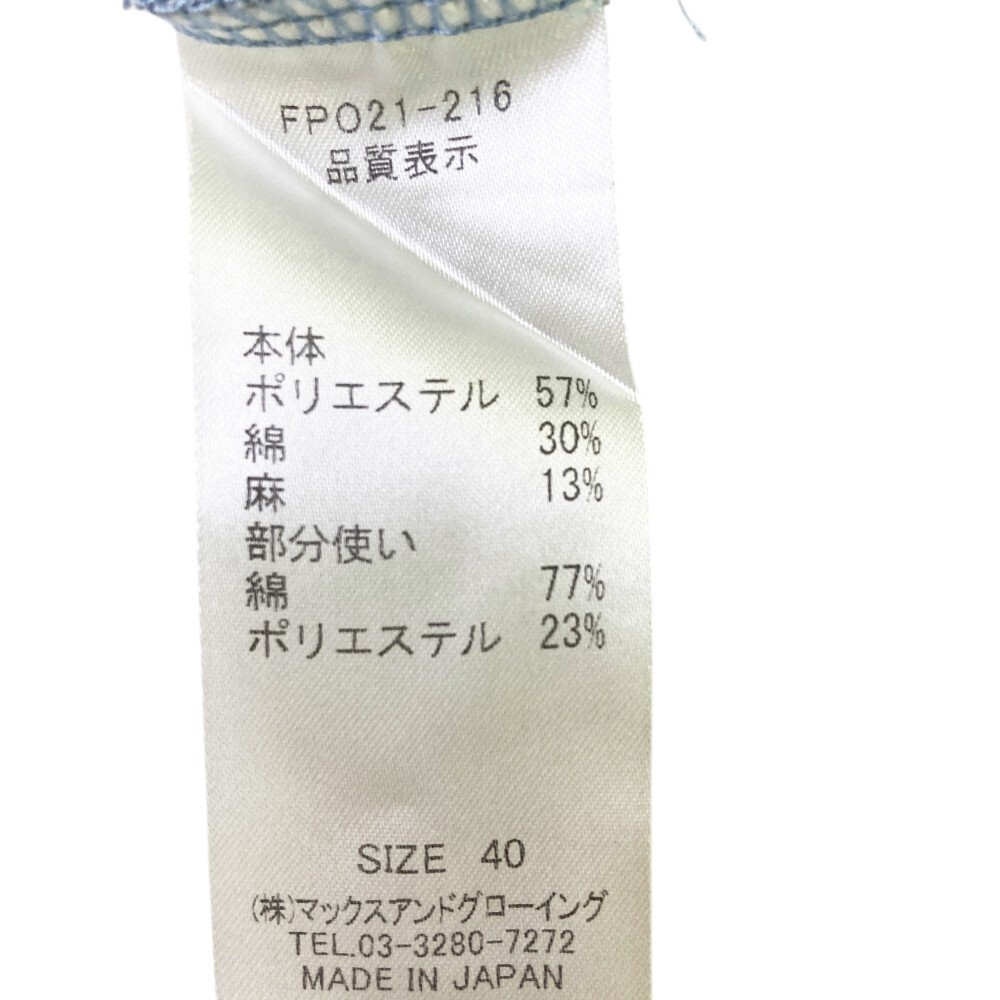 FPO21-216
品質表示
本体
ポリエステル 57%
綿 30%
麻 13%
部分使い
綿 77%
ポリエステル 23%
SIZE 40
(株)マックスアンドグローイング
TEL.03-3280-7272
MADE IN JAPAN